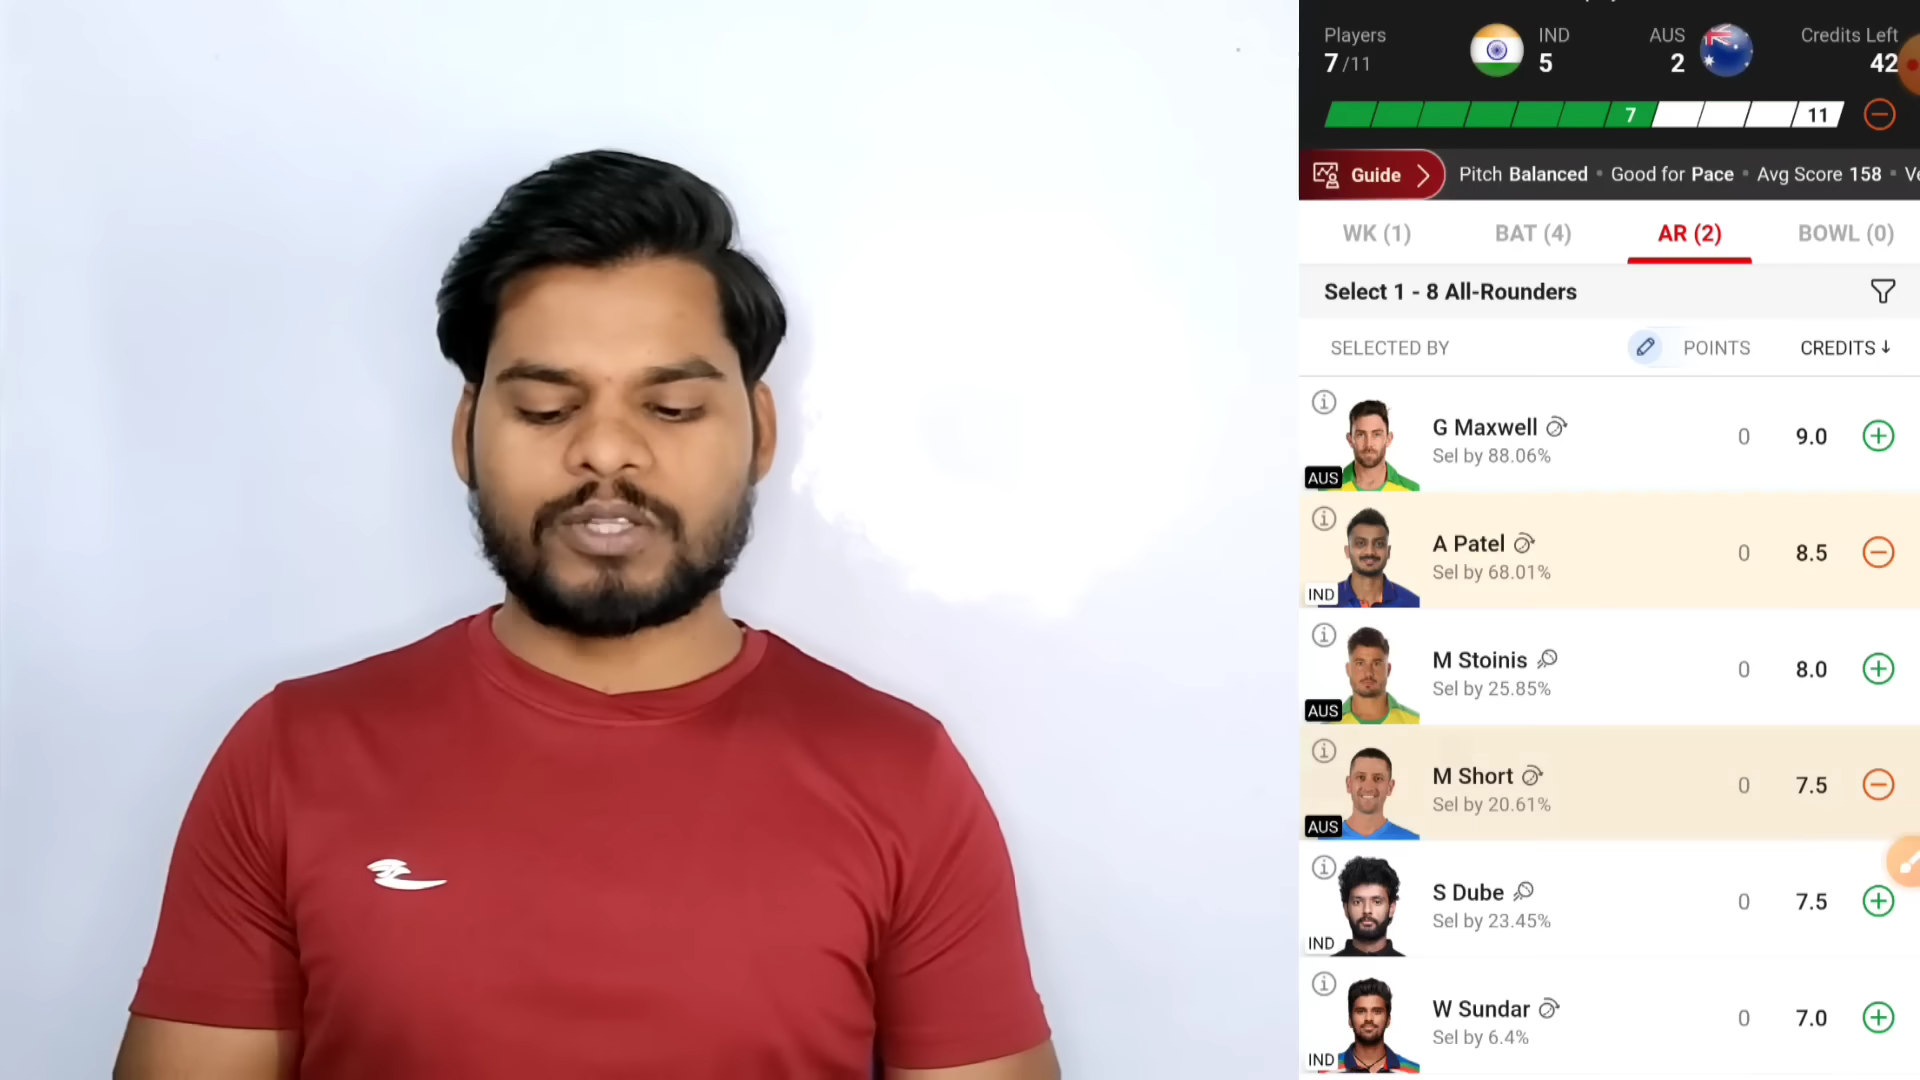 Players
7 /11
IND
5
AUS
2
Credits Left
42
7
11
Guide
Pitch Balanced • Good for Pace • Avg Score 158 •
WK (1)
BAT (4)
AR (2)
BOWL (0)
Select 1 - 8 All-Rounders
SELECTED BY
POINTS
CREDITS ↓
G Maxwell
Sel by 88.06%
AUS
0
9.0
A Patel
Sel by 68.01%
IND
0
8.5
M Stoinis
Sel by 25.85%
AUS
0
8.0
M Short
Sel by 20.61%
AUS
0
7.5
S Dube
Sel by 23.45%
IND
0
7.5
W Sundar
Sel by 6.4%
IND
0
7.0